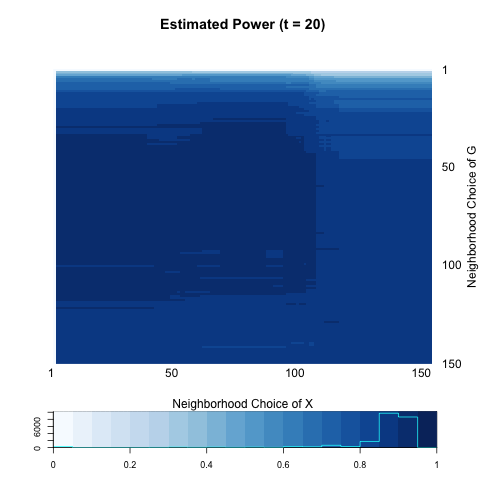 Estimated Power (t = 20)
1
50
100
150
Neighborhood Choice of G
1 50 100 150
Neighborhood Choice of X
0 6000
0 0.2 0.4 0.6 0.8 1